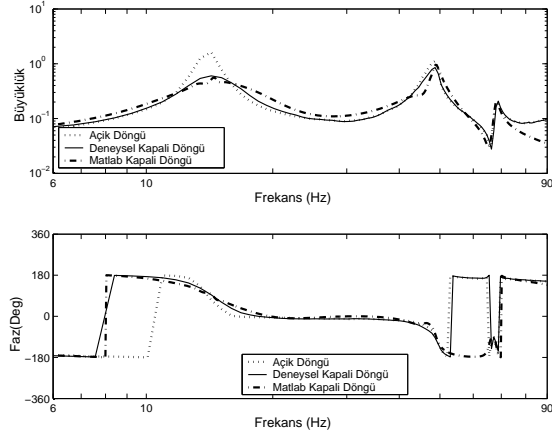 10^1
10^0
10^-1
10^-2
Büyüklük
Açik Döngü
Deneysel Kapali Döngü
Matlab Kapali Döngü
6
10
90
Frekans (Hz)
360
180
0
−180
−360
Faz(Deg)
Açik Döngü
Deneysel Kapali Döngü
Matlab Kapali Döngü
6
10
90
Frekans (Hz)